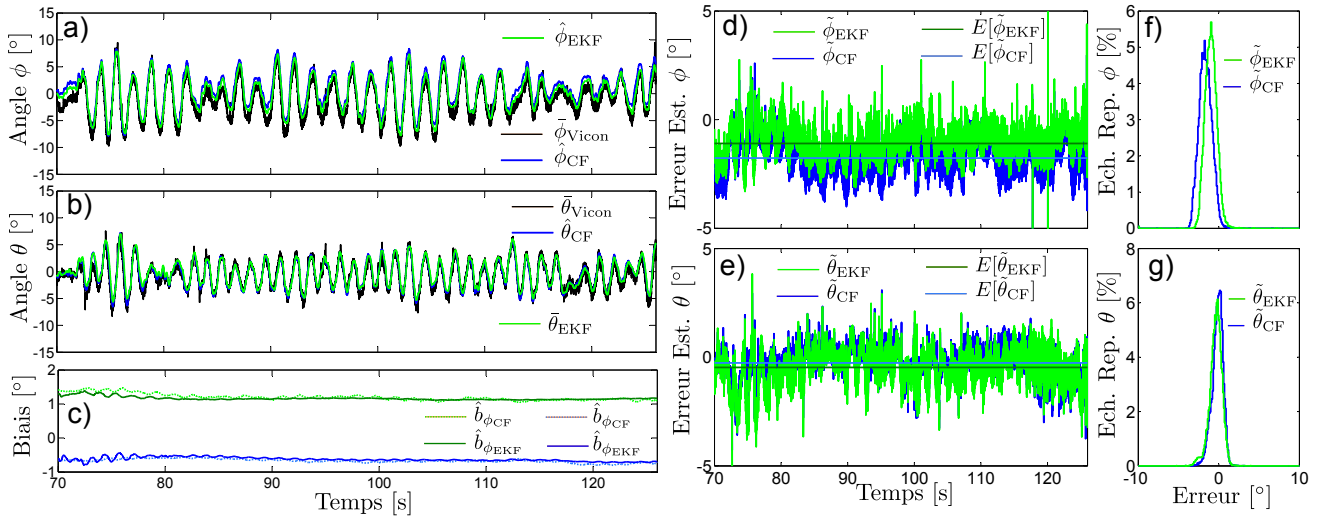 a)
Angle ϕ [°]
15
10
5
0
-5
-10
-15
ϕ̂EKF
ϕ̄Vicon
ϕ̂CF
b)
Angle θ [°]
15
10
5
0
-5
-10
15
θ̄Vicon
θ̂CF
θ̄EKF
c)
Biais [°]
2
1
0
-1
b̂ϕCF
b̂ϕCF
b̂ϕEKF
b̂ϕEKF
70 80 90 100 110 120
Temps [s]
d)
Erreur Est. ϕ [°]
5
0
-5
ϕ̃EKF
ϕ̃CF
E[ϕ̃EKF]
E[ϕ̃CF]
e)
Erreur Est. θ [°]
5
0
-5
θ̃EKF
θ̃CF
E[θ̃EKF]
E[θ̃CF]
70 80 90 100 110 120
Temps [s]
f)
Ech. Rep. ϕ [%]
6
5
4
3
2
1
0
ϕ̃EKF
ϕ̃CF
g)
Ech. Rep. θ [%]
8
6
4
2
0
θ̃EKF
θ̃CF
-10 0 10
Erreur [°]